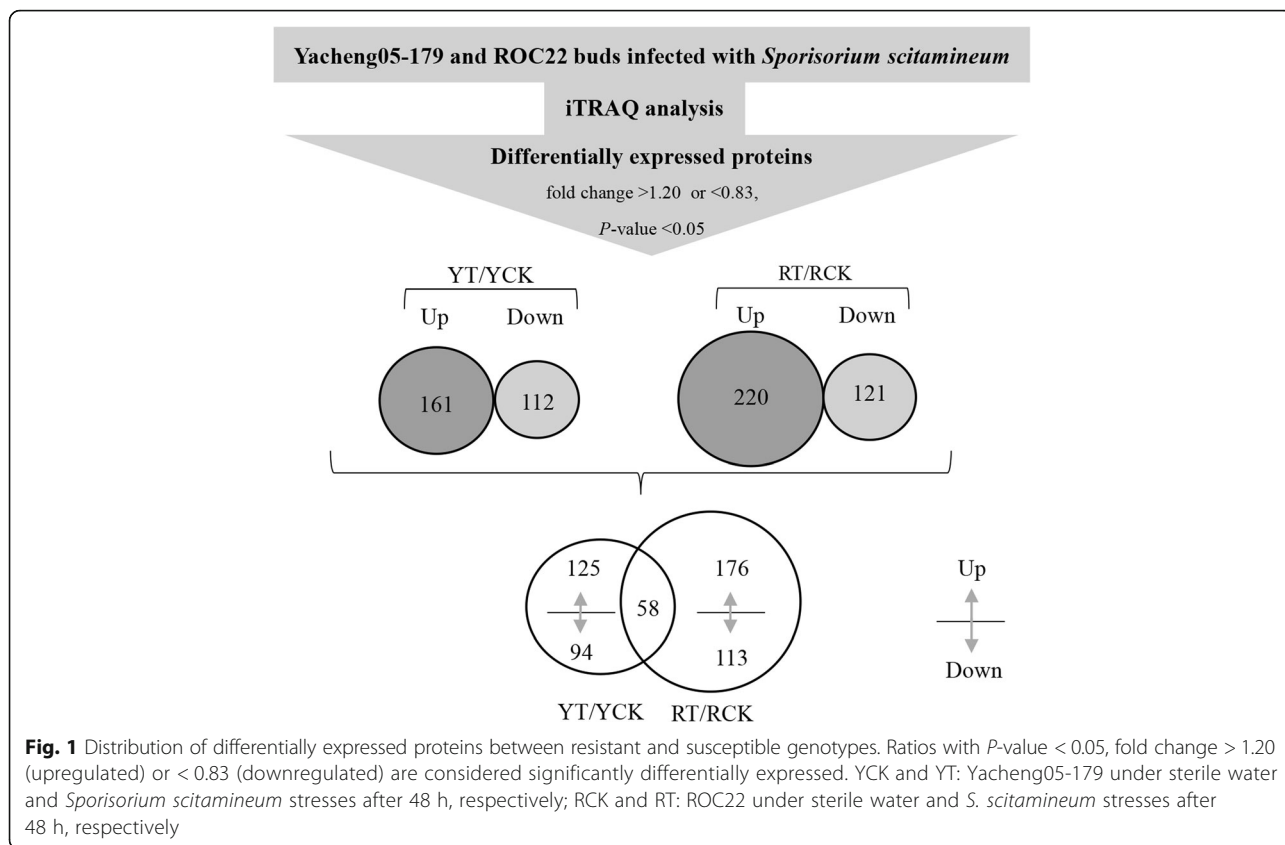 Yacheng05-179 and ROC22 buds infected with Sporisorium scitamineum
iTRAQ analysis
Differentially expressed proteins
fold change >1.20 or <0.83,
P-value <0.05
YT/YCK
RT/RCK
Up Down
Up Down
161 112
220 121
125 176
58
94 113
Up
Down
YT/YCK RT/RCK
Fig. 1 Distribution of differentially expressed proteins between resistant and susceptible genotypes. Ratios with P-value < 0.05, fold change > 1.20
(upregulated) or < 0.83 (downregulated) are considered significantly differentially expressed. YCK and YT: Yacheng05-179 under sterile water
and Sporisorium scitamineum stresses after 48 h, respectively; RCK and RT: ROC22 under sterile water and S. scitamineum stresses after
48 h, respectively